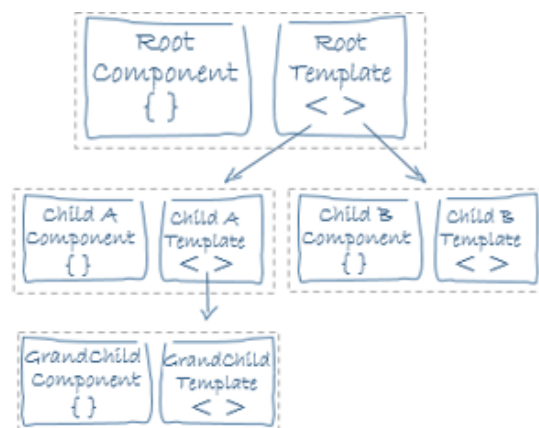 Root
Component
{ }
Root
Template
< >
Child A
Component
{ }
Child A
Template
< >
Child B
Component
{ }
Child B
Template
< >
GrandChild
Component
{ }
GrandChild
Template
< >